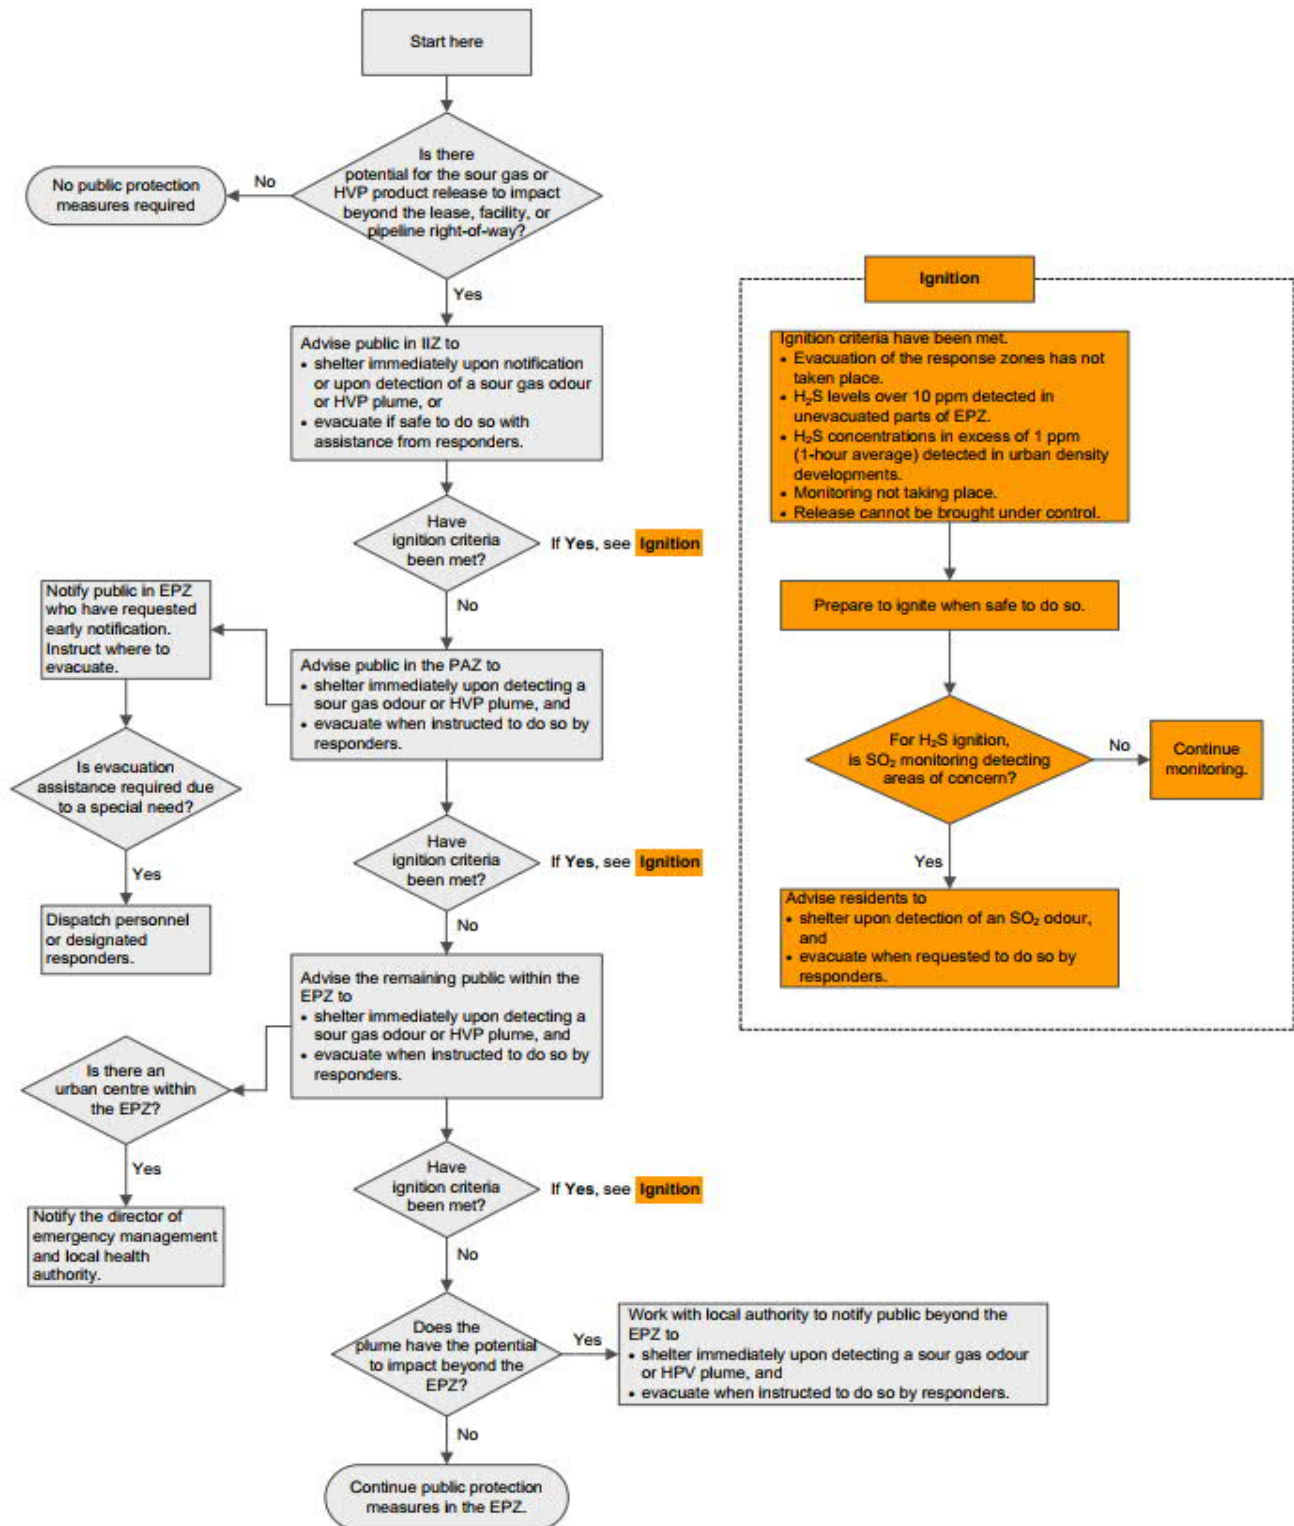 Start here
Is there
potential for the sour gas or
HVP product release to impact
beyond the lease, facility, or
pipeline right-of-way?
No
No public protection
measures required
Yes
Advise public in IIZ to
• shelter immediately upon notification
or upon detection of a sour gas odour
or HVP plume, or
• evacuate if safe to do so with
assistance from responders.
Have
ignition criteria
been met?
If Yes, see Ignition
No
Advise public in the PAZ to
• shelter immediately upon detecting a
sour gas odour or HVP plume, and
• evacuate when instructed to do so by
responders.
Notify public in EPZ
who have requested
early notification.
Instruct where to
evacuate.
Is evacuation
assistance required due
to a special need?
Yes
Dispatch personnel
or designated
responders.
Have
ignition criteria
been met?
If Yes, see Ignition
No
Advise the remaining public within the
EPZ to
• shelter immediately upon detecting a
sour gas odour or HVP plume, and
• evacuate when instructed to do so by
responders.
Is there an
urban centre within
the EPZ?
Yes
Notify the director of
emergency management
and local health
authority.
Have
ignition criteria
been met?
If Yes, see Ignition
No
Does the
plume have the potential
to impact beyond the
EPZ?
Yes
Work with local authority to notify public beyond the
EPZ to
• shelter immediately upon detecting a sour gas odour
or HPV plume, and
• evacuate when instructed to do so by responders.
No
Continue public protection
measures in the EPZ.
Ignition
Ignition criteria have been met.
• Evacuation of the response zones has not
taken place.
• H₂S levels over 10 ppm detected in
unevacuated parts of EPZ.
• H₂S concentrations in excess of 1 ppm
(1-hour average) detected in urban density
developments.
• Monitoring not taking place.
• Release cannot be brought under control.
Prepare to ignite when safe to do so.
For H₂S ignition,
is SO₂ monitoring detecting
areas of concern?
No
Continue
monitoring.
Yes
Advise residents to
• shelter upon detection of an SO₂ odour,
and
• evacuate when requested to do so by
responders.